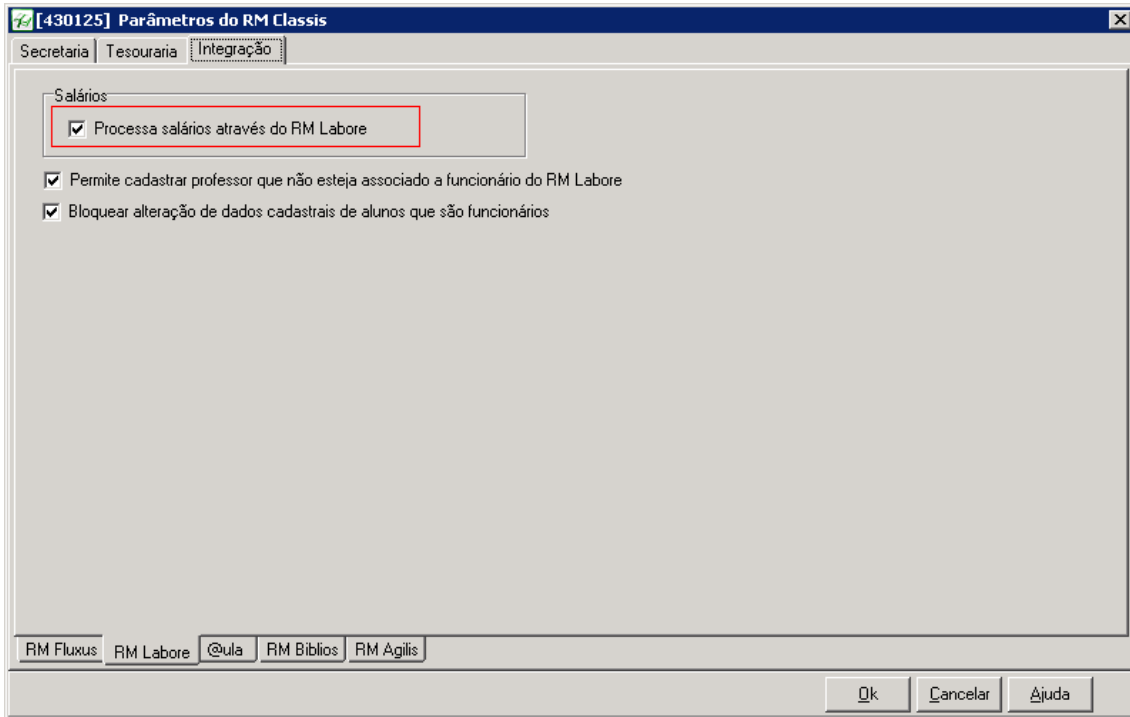 [430125] Parâmetros do RM Classis
Secretaria Tesouraria Integração
Salários
Processa salários através do RM Labore
Permite cadastrar professor que não esteja associado a funcionário do RM Labore
Bloquear alteração de dados cadastrais de alunos que são funcionários
RM Fluxus RM Labore @ula RM Biblios RM Agilis
Ok Cancelar Ajuda